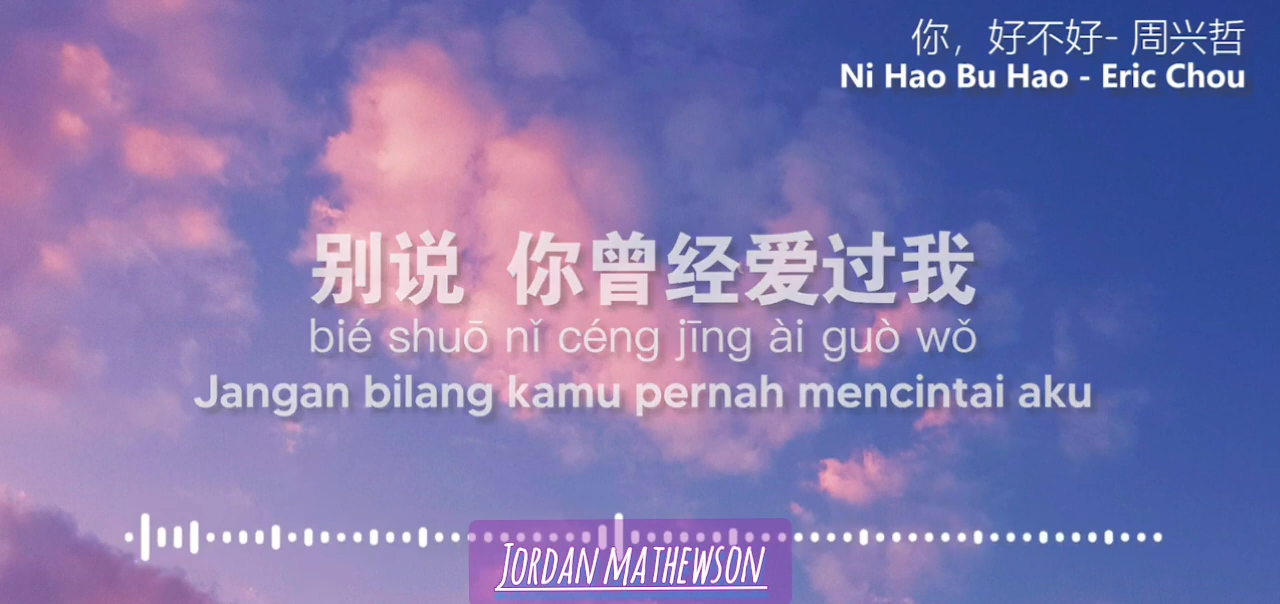 你，好不好- 周兴哲
Ni Hao Bu Hao - Eric Chou
别说 你曾经爱过我
bié shuō nǐ céng jīng ài guò wǒ
Jangan bilang kamu pernah mencintai aku
JORDAN MATHEWSON